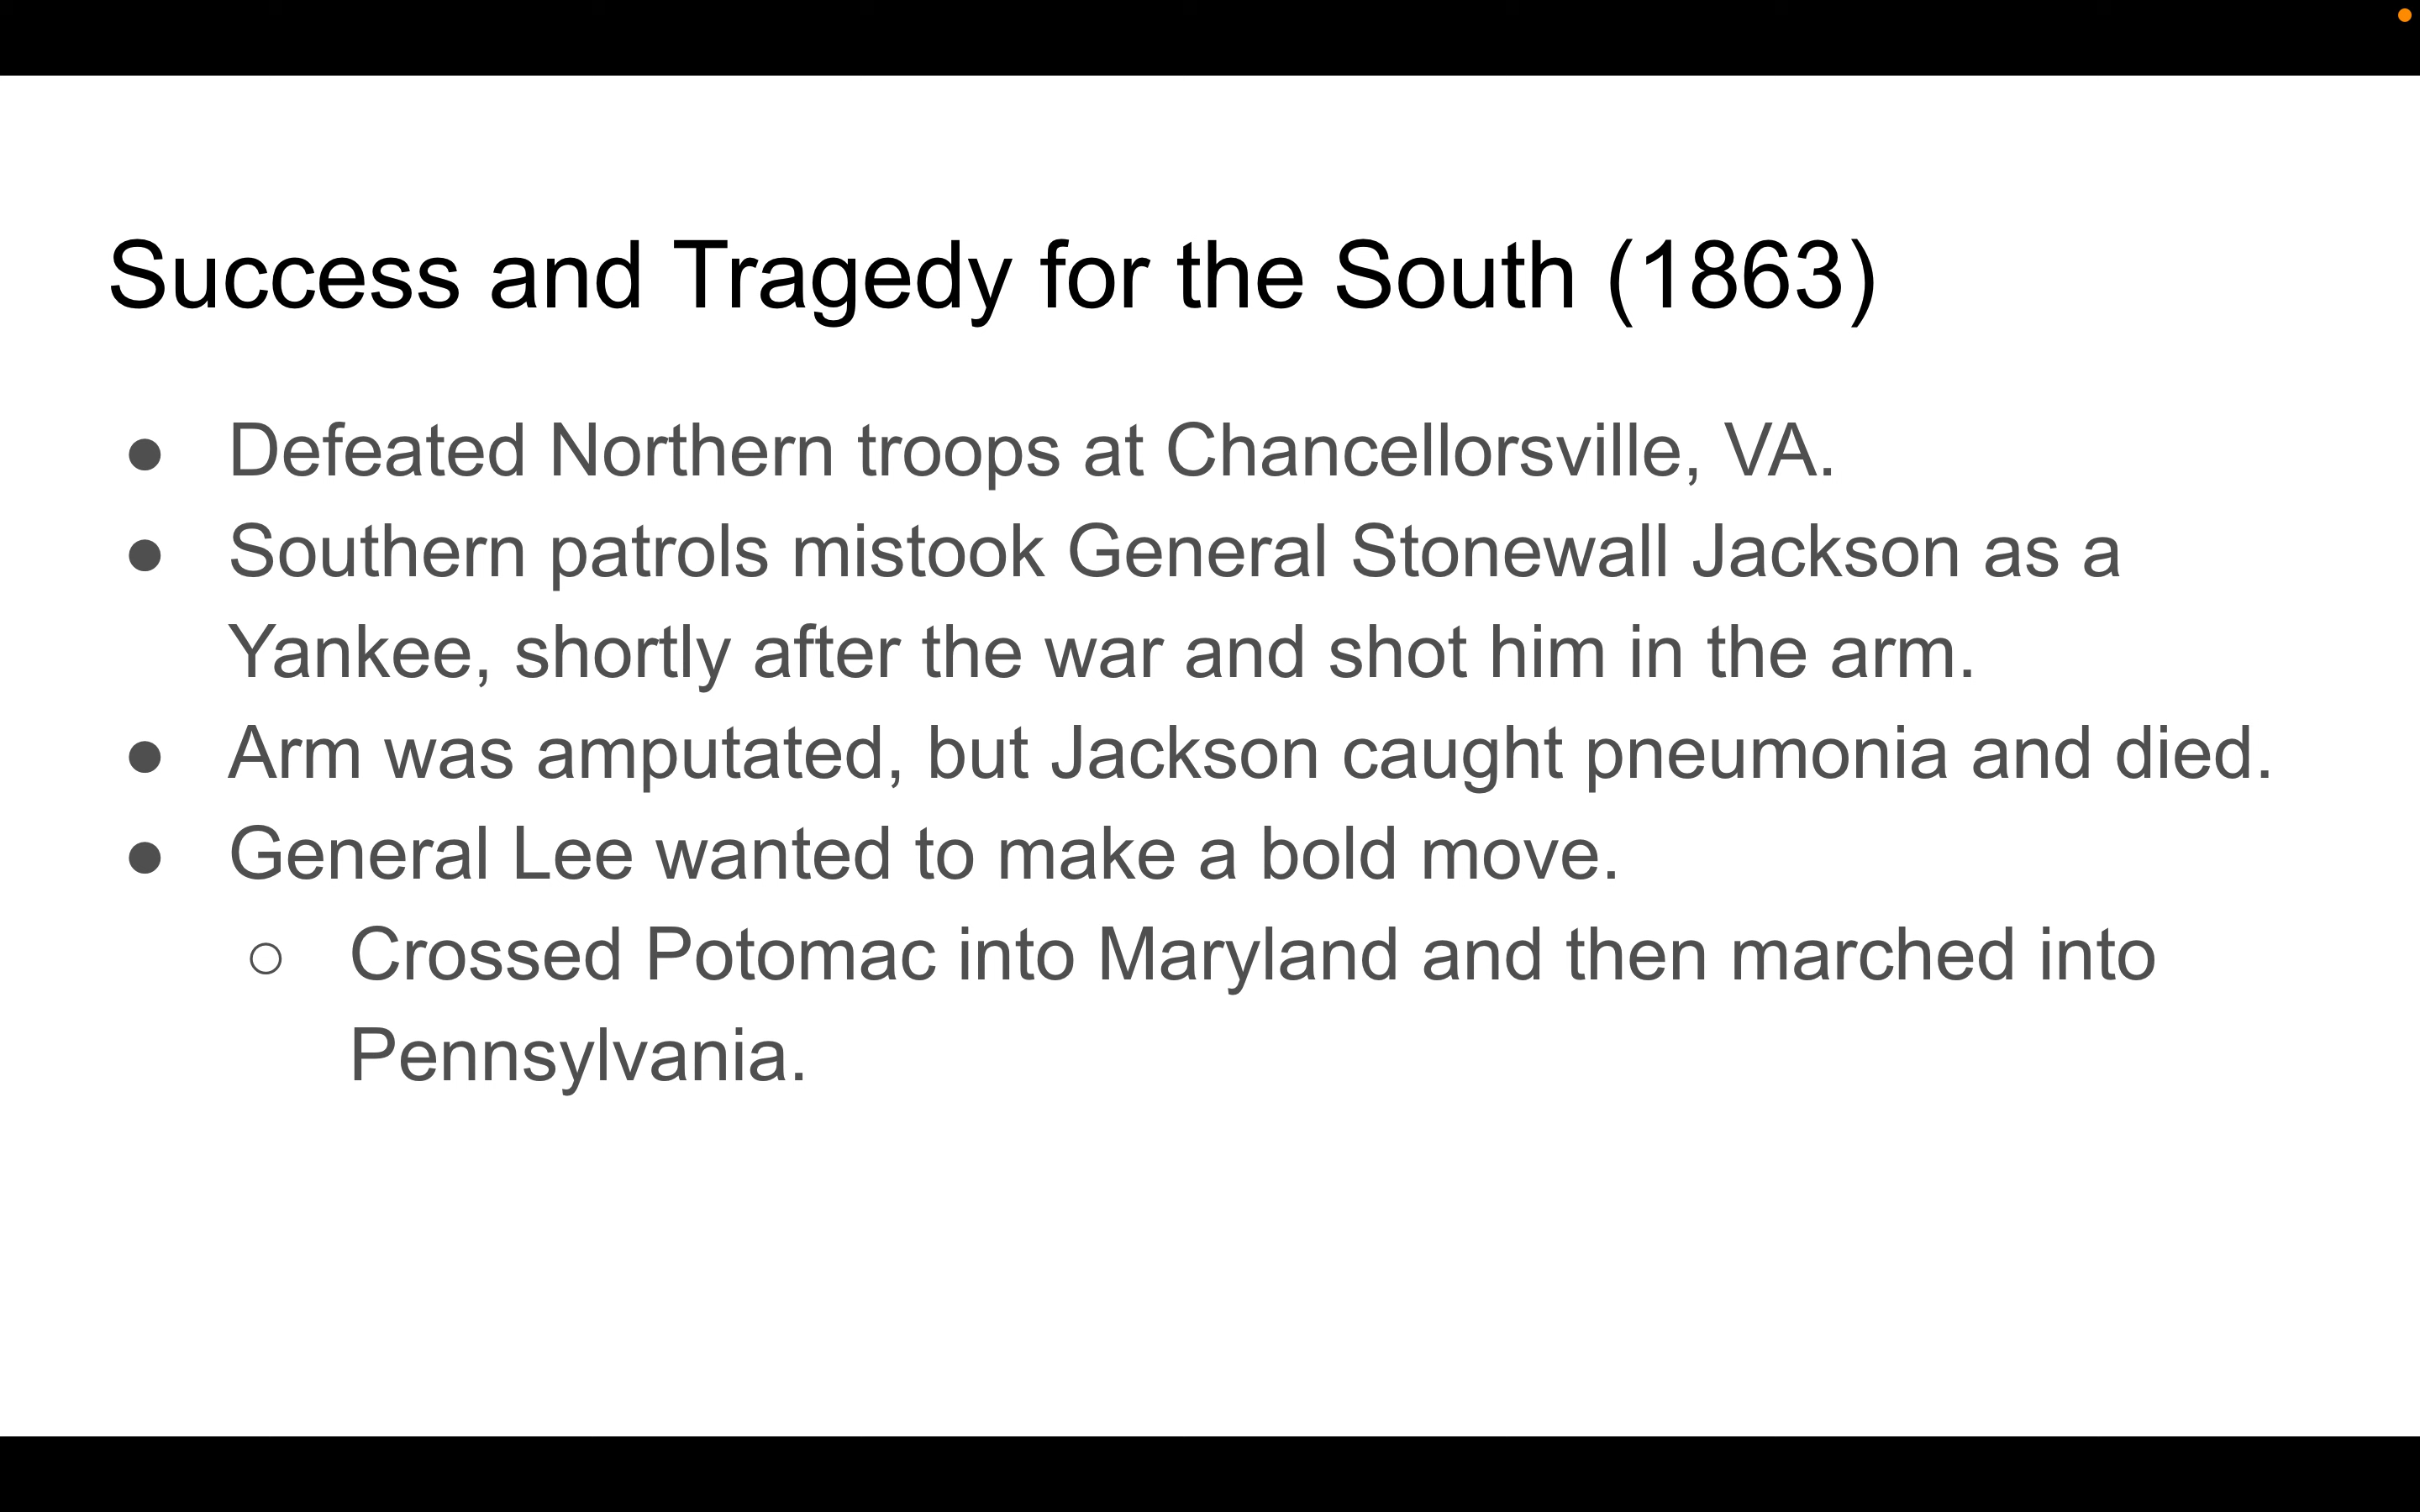 Success and Tragedy for the South (1863)
● Defeated Northern troops at Chancellorsville, VA.
● Southern patrols mistook General Stonewall Jackson as a
Yankee, shortly after the war and shot him in the arm.
● Arm was amputated, but Jackson caught pneumonia and died.
● General Lee wanted to make a bold move.
○ Crossed Potomac into Maryland and then marched into
Pennsylvania.